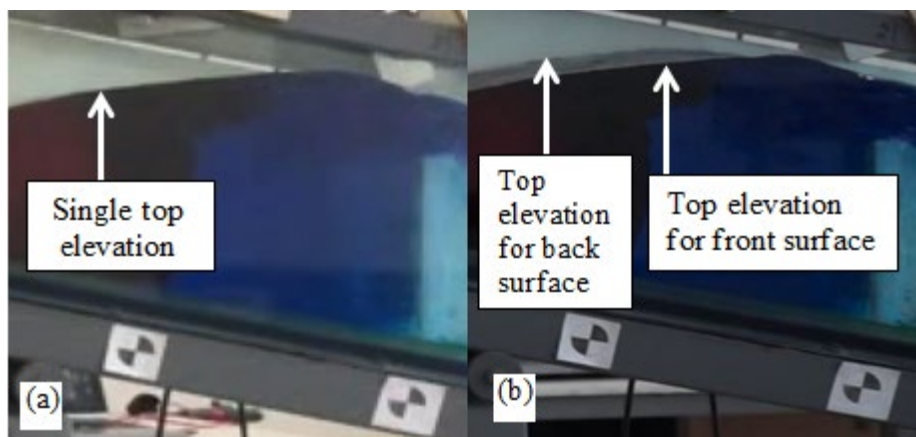 Single top
elevation
(a)
Top
elevation
for back
surface
Top elevation
for front surface
(b)